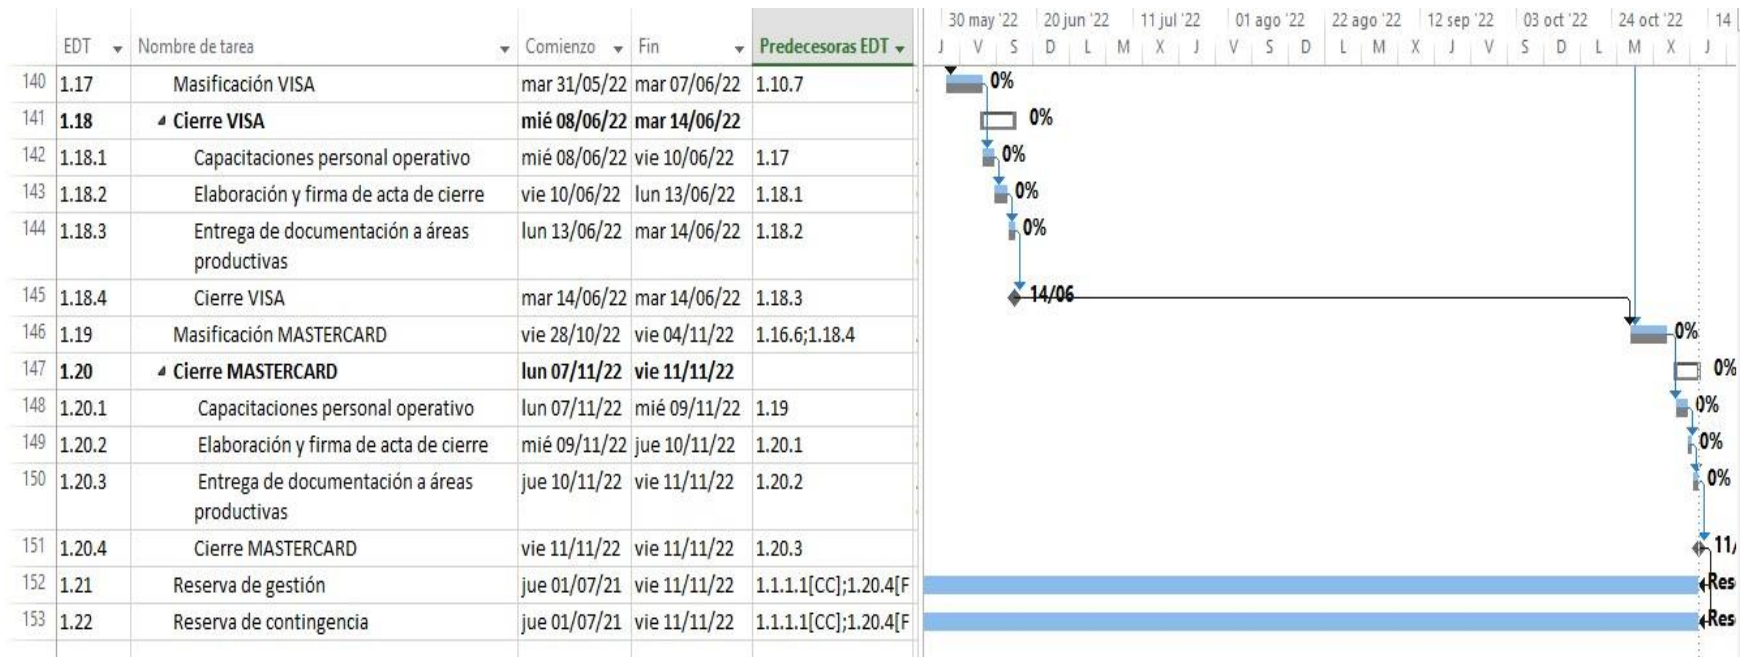 30 may '22 20 jun '22 11 jul '22 01 ago '22 22 ago '22 12 sep '22 03 oct '22 24 oct '22 14
EDT Nombre de tarea Comienzo Fin Predecesoras EDT J V S D L M X J V S D L M X J V S D L M X J
140 1.17 Masificación VISA mar 31/05/22 mar 07/06/22 1.10.7 0%
141 1.18 Cierre VISA mié 08/06/22 mar 14/06/22 0%
142 1.18.1 Capacitaciones personal operativo mié 08/06/22 vie 10/06/22 1.17 0%
143 1.18.2 Elaboración y firma de acta de cierre vie 10/06/22 lun 13/06/22 1.18.1 0%
144 1.18.3 Entrega de documentación a áreas lun 13/06/22 mar 14/06/22 1.18.2 0%
productivas
145 1.18.4 Cierre VISA mar 14/06/22 mar 14/06/22 1.18.3 14/06
146 1.19 Masificación MASTERCARD vie 28/10/22 vie 04/11/22 1.16.6;1.18.4 0%
147 1.20 Cierre MASTERCARD lun 07/11/22 vie 11/11/22 0%
148 1.20.1 Capacitaciones personal operativo lun 07/11/22 mié 09/11/22 1.19 0%
149 1.20.2 Elaboración y firma de acta de cierre mié 09/11/22 jue 10/11/22 1.20.1 0%
150 1.20.3 Entrega de documentación a áreas jue 10/11/22 vie 11/11/22 1.20.2 0%
productivas
151 1.20.4 Cierre MASTERCARD vie 11/11/22 vie 11/11/22 1.20.3 11/
152 1.21 Reserva de gestión jue 01/07/21 vie 11/11/22 1.1.1.1[CC];1.20.4[F Res
153 1.22 Reserva de contingencia jue 01/07/21 vie 11/11/22 1.1.1.1[CC];1.20.4[F Res